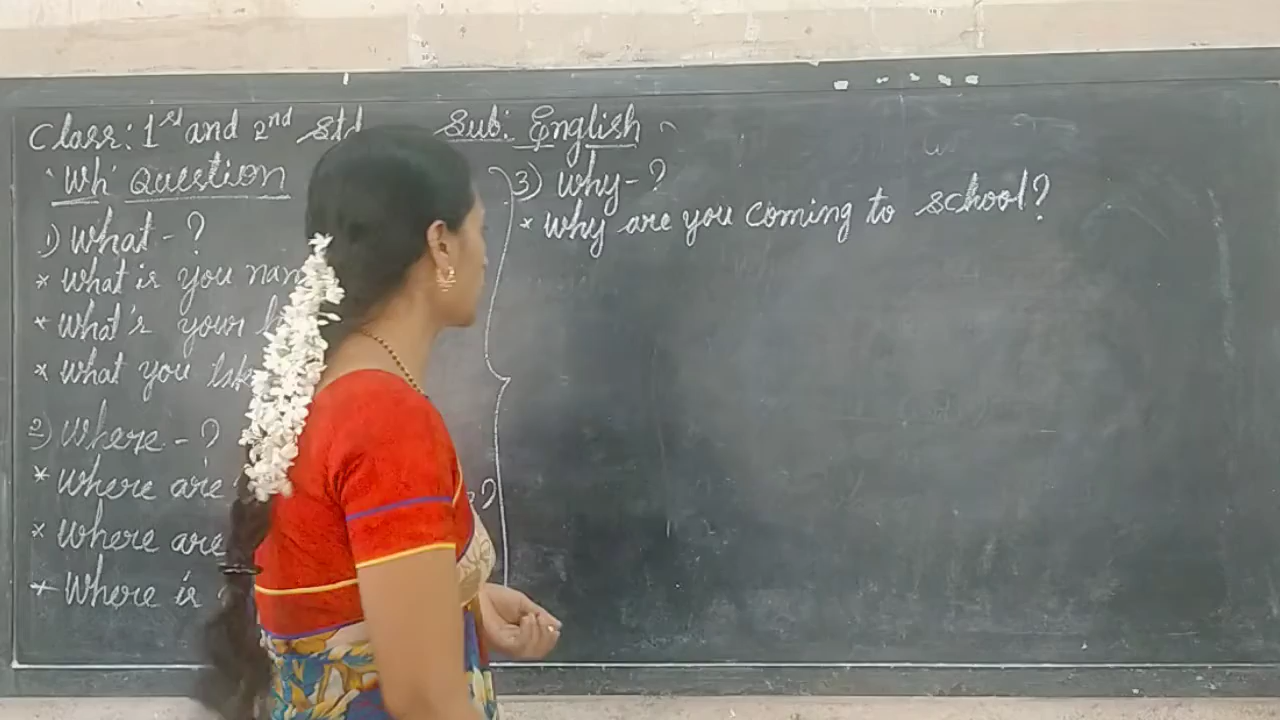 Class: 1st and 2nd Std
Sub: English
'Wh' Question
1) What - ?
* What is you nam
* What's your
* What you like
2) Where - ?
* Where are
* Where are
* Where is
3) Why - ?
* Why are you coming to school?